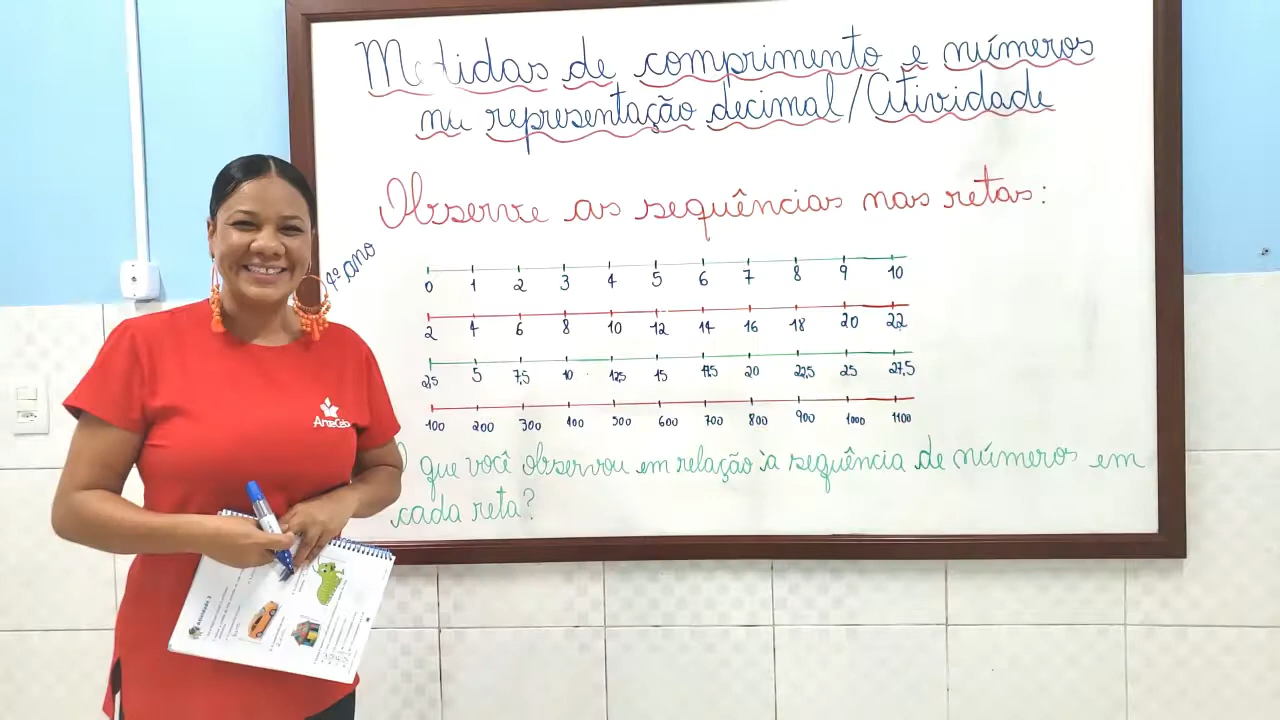 Medidas de comprimento e números
na representação decimal/Atividade
Observe as sequências nas retas:
4º ano
0 1 2 3 4 5 6 7 8 9 10
2 4 6 8 10 12 14 16 18 20 22
2,5 5 7,5 10 12,5 15 17,5 20 22,5 25 27,5
100 200 300 400 500 600 700 800 900 1000 1100
O que você observou em relação à sequência de números em
cada reta?
ArteCeb
Atividade 3